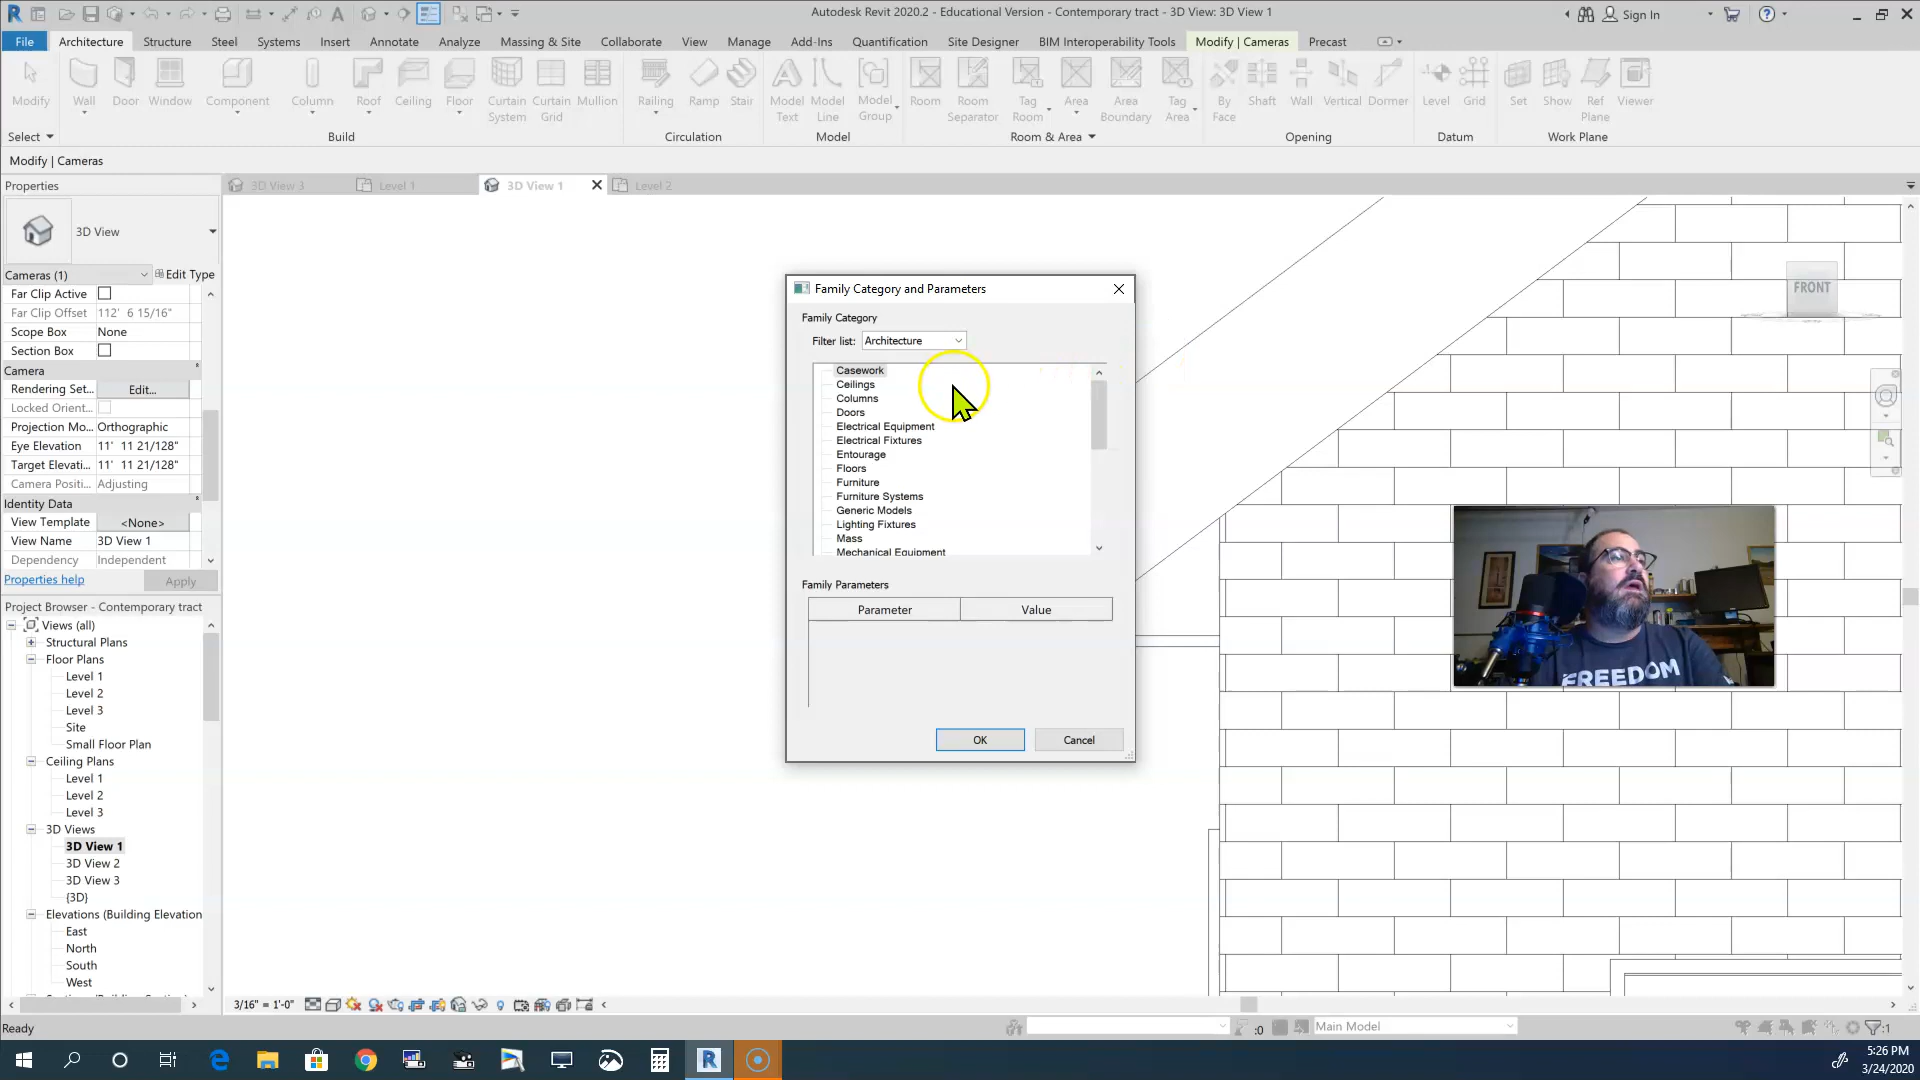 Autodesk Revit 2020.2 - Educational Version - Contemporary tract - 3D View: 3D View 1
Sign In
File Architecture Structure Steel Systems Insert Annotate Analyze Massing & Site Collaborate View Manage Add-Ins Quantification Site Designer BIM Interoperability Tools Modify | Cameras Precast
Modify Wall Door Window Component Column Roof Ceiling Floor Curtain System Curtain Grid Mullion Railing Ramp Stair Model Text Model Line Model Group Room Room Separator Tag Room Area Area Boundary Tag Area By Face Shaft Wall Vertical Dormer Level Grid Set Show Ref Plane Viewer
Select Build Circulation Model Room & Area Opening Datum Work Plane
Modify | Cameras
Properties
3D View 3 Level 1 3D View 1 Level 2
3D View
Cameras (1) Edit Type
Far Clip Active
Far Clip Offset 112' 6 15/16"
Scope Box None
Section Box
Camera
Rendering Set... Edit...
Locked Orient...
Projection Mo... Orthographic
Eye Elevation 11' 11 21/128"
Target Elevati... 11' 11 21/128"
Camera Positi... Adjusting
Identity Data
View Template <None>
View Name 3D View 1
Dependency Independent
Properties help Apply
Project Browser - Contemporary tract
Views (all)
Structural Plans
Floor Plans
Level 1
Level 2
Level 3
Site
Small Floor Plan
Ceiling Plans
Level 1
Level 2
Level 3
3D Views
3D View 1
3D View 2
3D View 3
{3D}
Elevations (Building Elevation
East
North
South
West
Family Category and Parameters
Family Category
Filter list: Architecture
Casework
Ceilings
Columns
Doors
Electrical Equipment
Electrical Fixtures
Entourage
Floors
Furniture
Furniture Systems
Generic Models
Lighting Fixtures
Mass
Mechanical Equipment
Family Parameters
Parameter Value
OK Cancel
FRONT
FREEDOM
3/16" = 1'-0"
Ready
:0
Main Model
:1
5:26 PM
3/24/2020